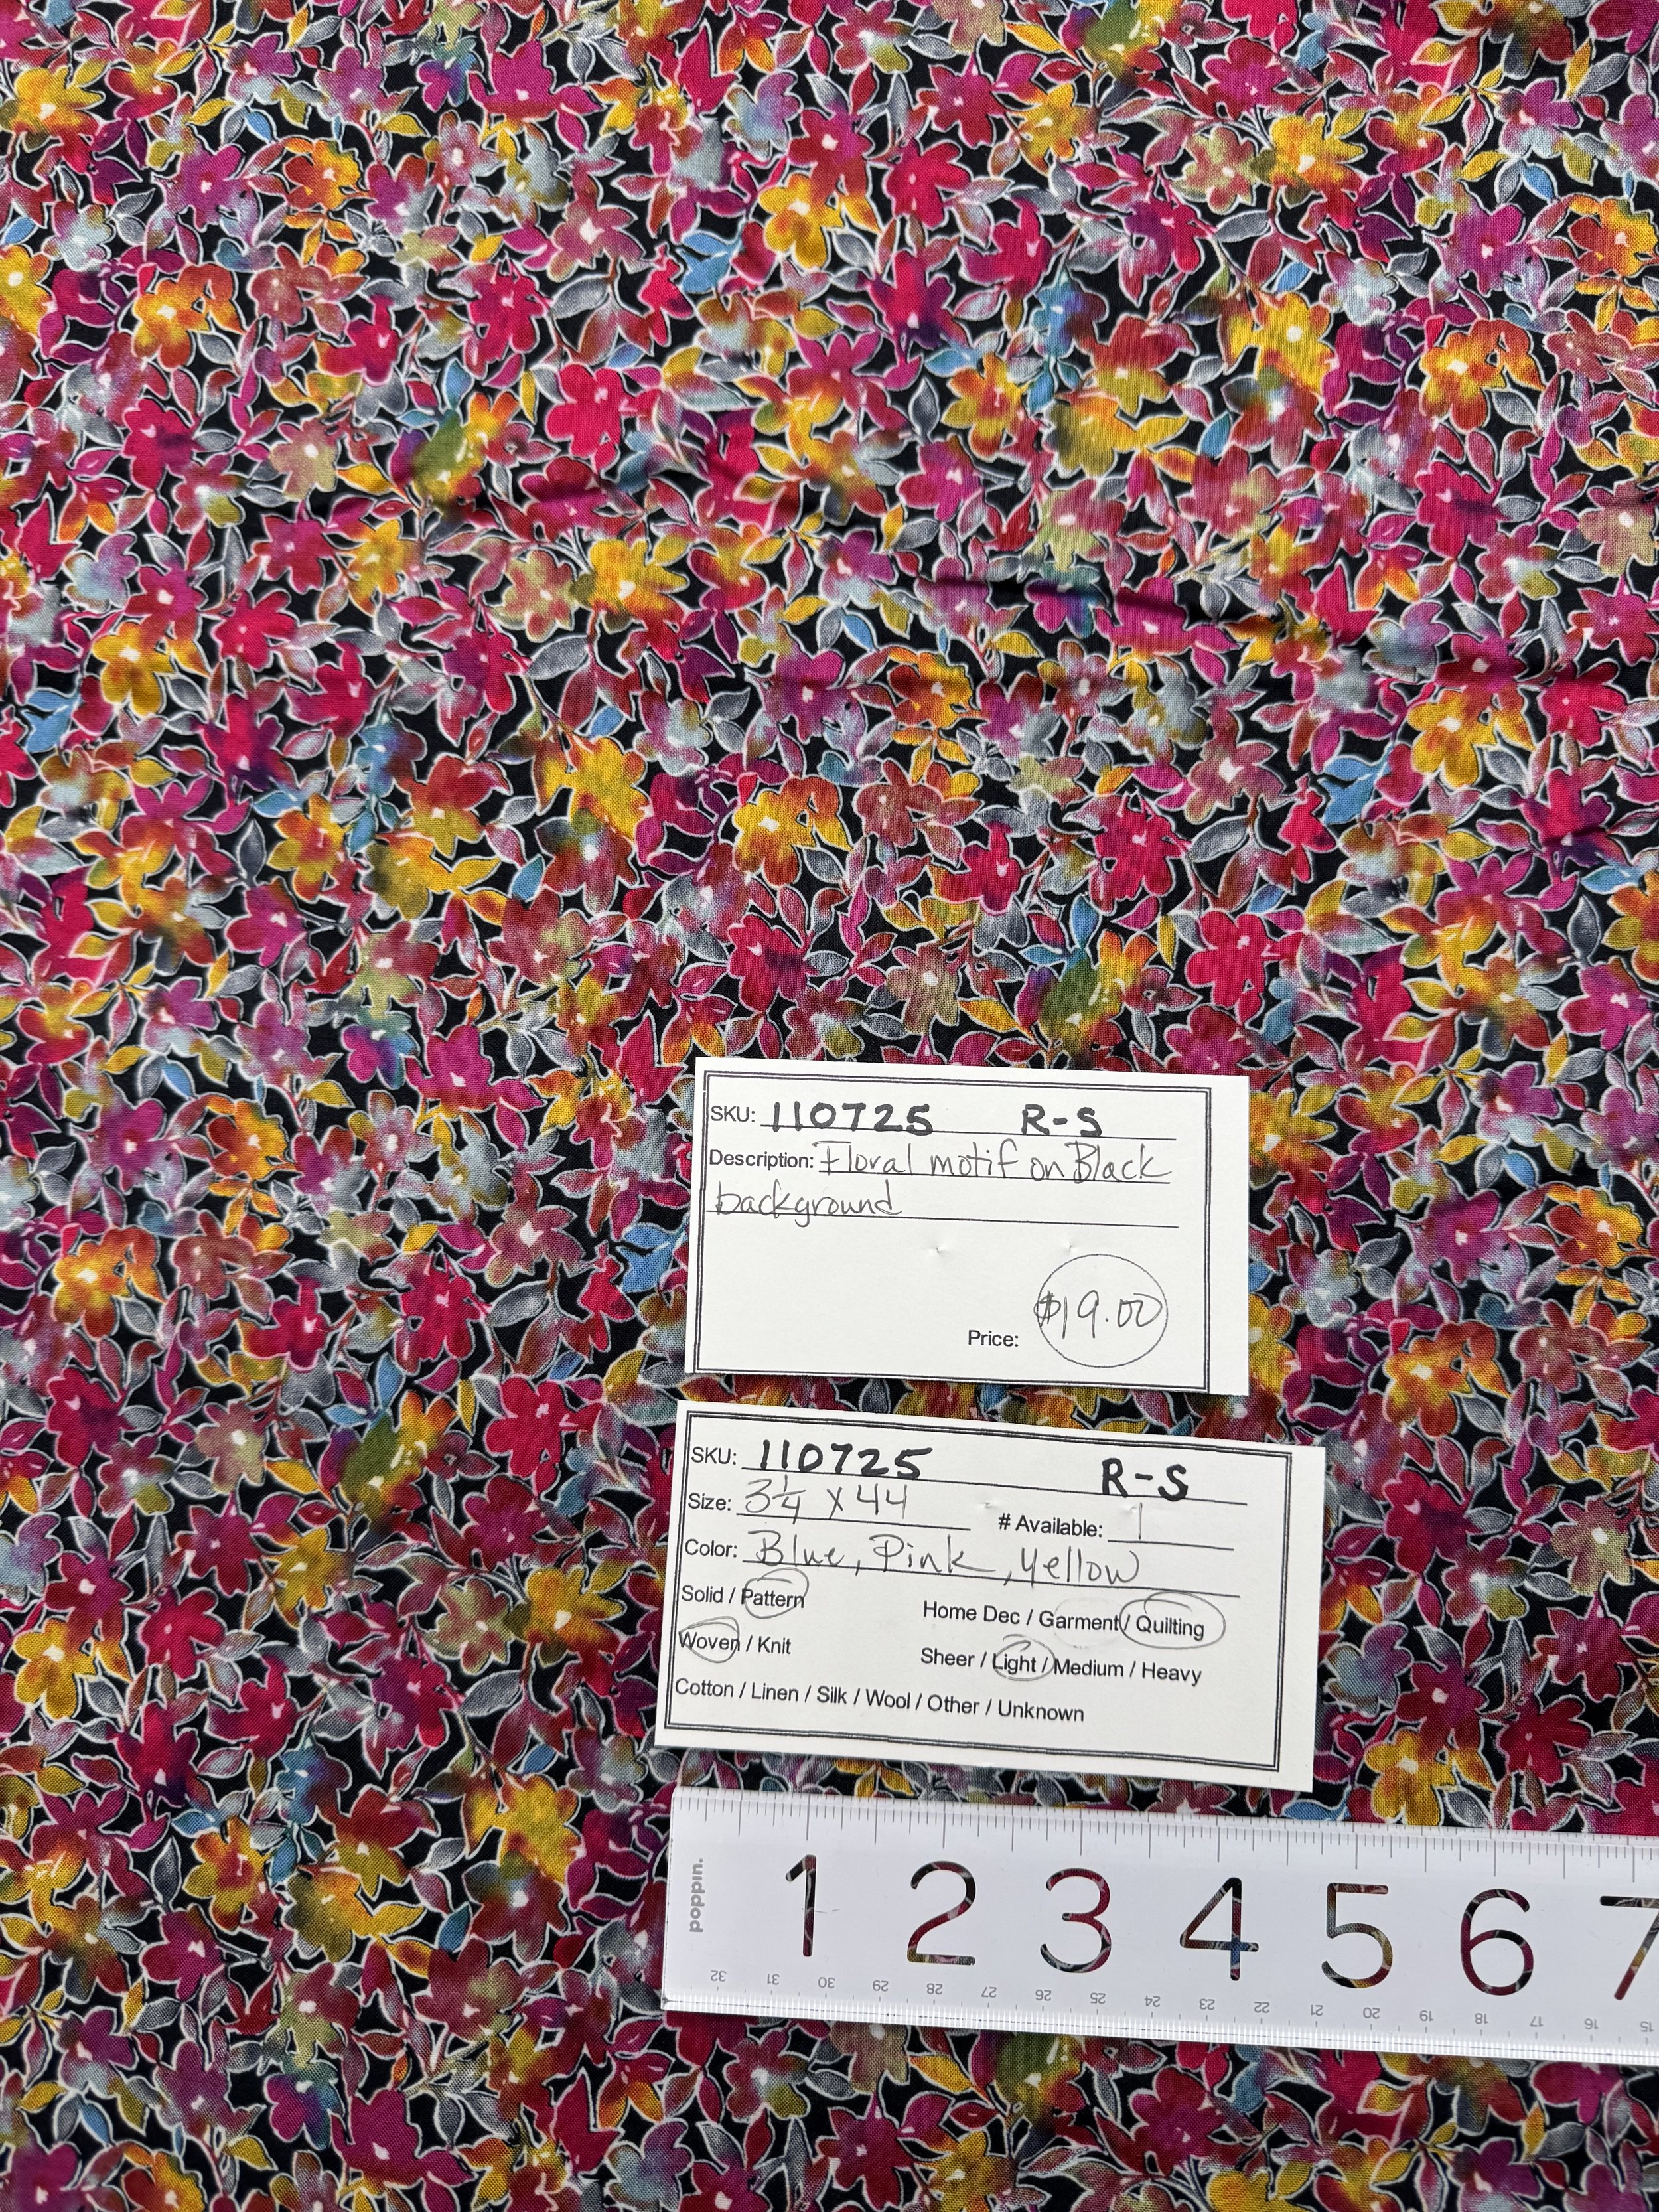 SKU: 110725 R-S
Description: Floral motif on Black
background
Price: $19.00
SKU: 110725 R-S
Size: 3 1/4 X 44 # Available: 1
Color: Blue, Pink, Yellow
Solid / Pattern Home Dec / Garment / Quilting
Woven / Knit Sheer / Light / Medium / Heavy
Cotton / Linen / Silk / Wool / Other / Unknown
poppin. 1 2 3 4 5 6 7
32 31 30 29 28 27 26 25 24 23 22 21 20 19 18 17 16 15